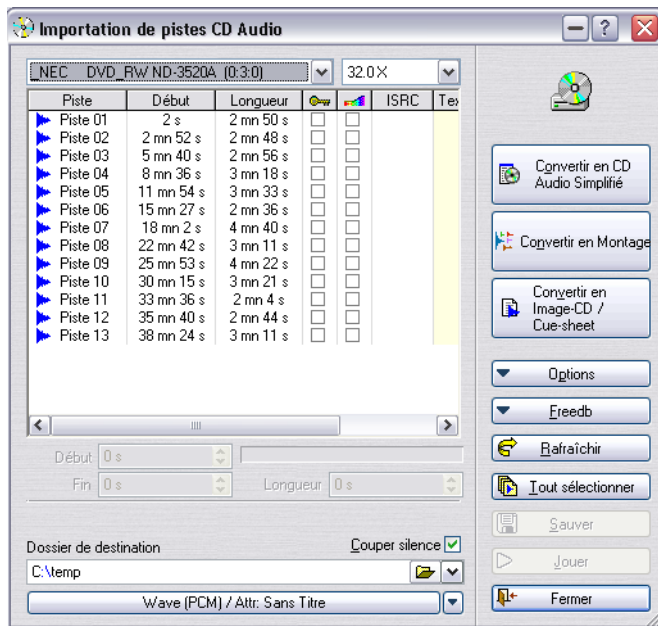 Importation de pistes CD Audio
_NEC DVD_RW ND-3520A (0:3:0) 32.0 X
Piste Début Longueur ISRC Te
Piste 01 2 s 2 mn 50 s
Piste 02 2 mn 52 s 2 mn 48 s
Piste 03 5 mn 40 s 2 mn 56 s
Piste 04 8 mn 36 s 3 mn 18 s
Piste 05 11 mn 54 s 3 mn 33 s
Piste 06 15 mn 27 s 2 mn 36 s
Piste 07 18 mn 2 s 4 mn 40 s
Piste 08 22 mn 42 s 3 mn 11 s
Piste 09 25 mn 53 s 4 mn 22 s
Piste 10 30 mn 15 s 3 mn 21 s
Piste 11 33 mn 36 s 2 mn 4 s
Piste 12 35 mn 40 s 2 mn 44 s
Piste 13 38 mn 24 s 3 mn 11 s
Début 0 s
Fin 0 s Longueur 0 s
Dossier de destination Couper silence
C:\temp
Wave (PCM) / Attr: Sans Titre
Convertir en CD
Audio Simplifié
Convertir en Montage
Convertir en
Image-CD /
Cue-sheet
Options
Freedb
Rafraîchir
Tout sélectionner
Sauver
Jouer
Fermer